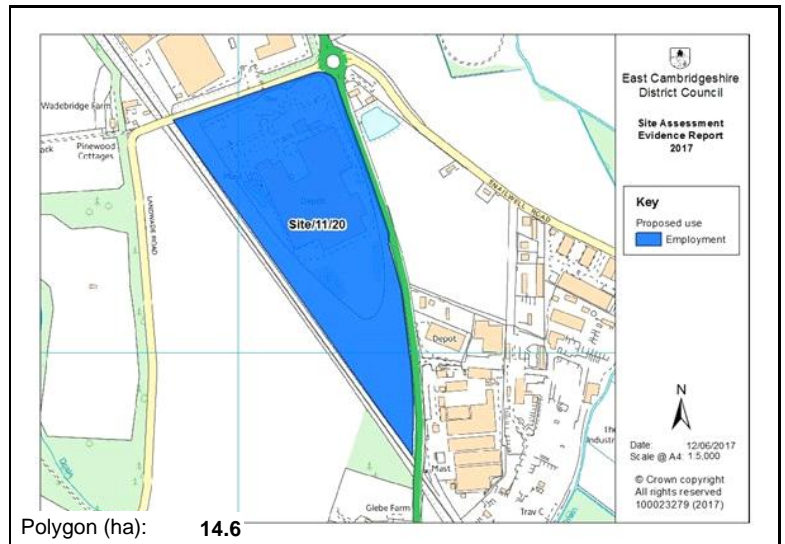 East Cambridgeshire
District Council
Site Assessment
Evidence Report
2017
Key
Proposed use
Employment
N
Date: 12/06/2017
Scale @ A4: 1:5,000
© Crown copyright
All rights reserved
100023279 (2017)
Wadebridge Farm
Pinewood
Cottages
LANDWADE ROAD
SNAILWELL ROAD
Depot
Site/11/20
Depot
Mast
Glebe Farm
Trav C
Drain
Polygon (ha): 14.6